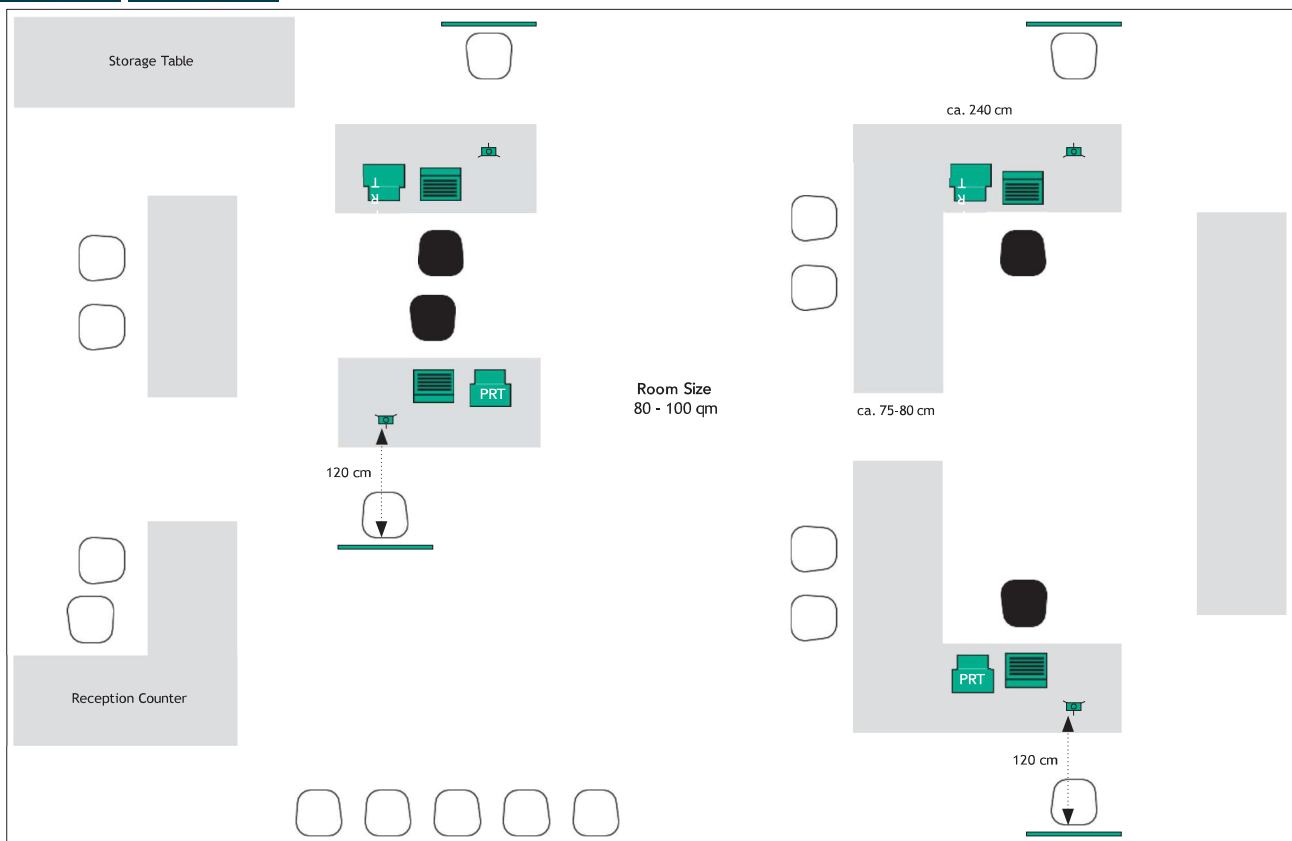 Storage Table
ca. 240 cm
Room Size
80 - 100 qm
ca. 75-80 cm
PRT
120 cm
PRT
Reception Counter
120 cm